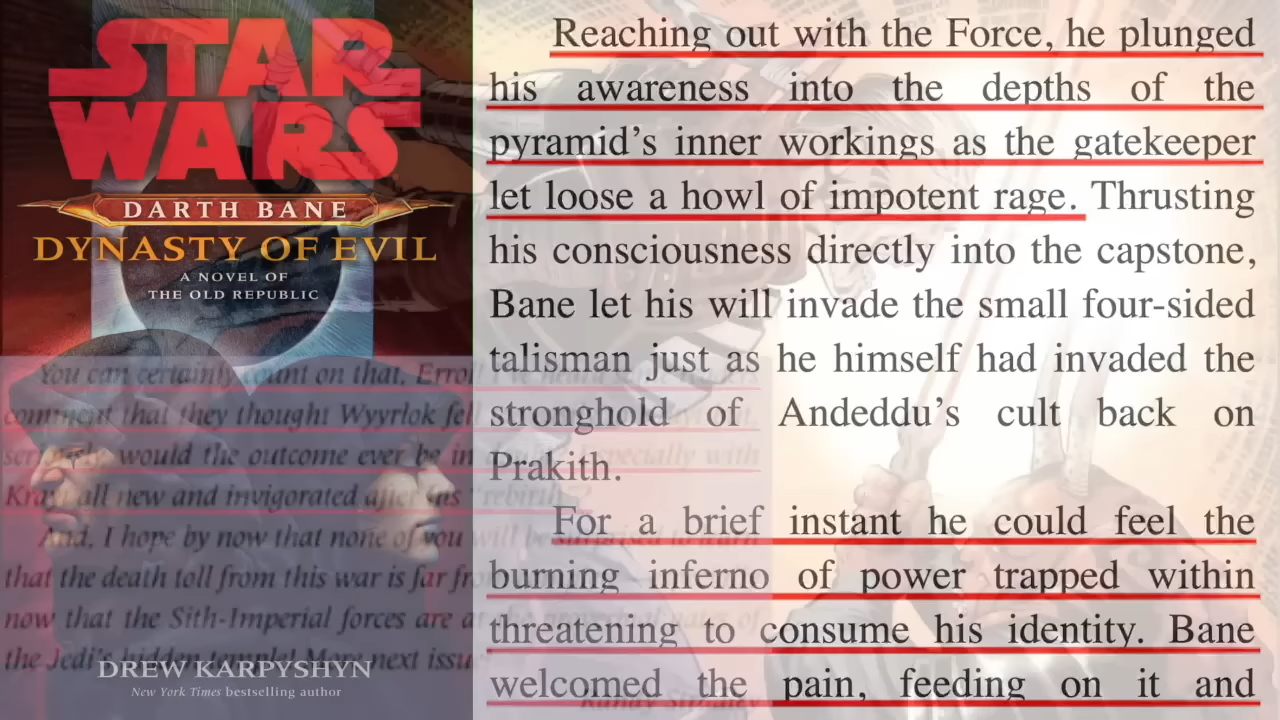 STAR
WARS
DARTH BANE
DYNASTY OF EVIL
A NOVEL OF
THE OLD REPUBLIC
DREW KARPYSHYN
New York Times bestselling author
Reaching out with the Force, he plunged
his awareness into the depths of the
pyramid's inner workings as the gatekeeper
let loose a howl of impotent rage. Thrusting
his consciousness directly into the capstone,
Bane let his will invade the small four-sided
talisman just as he himself had invaded the
stronghold of Andeddu's cult back on
Prakith.
For a brief instant he could feel the
burning inferno of power trapped within
threatening to consume his identity. Bane
welcomed the pain, feeding on it and
You can certainly count on that, Errol
comment that they thought Wyyrlok fell
would the outcome ever be in especially with
all new and invigorated after his "rebirth
And, I hope by now that none of you will be
that the death toll from this war is far
now that the Sith-Imperial forces are
the Jedi's hidden temple! More next issue